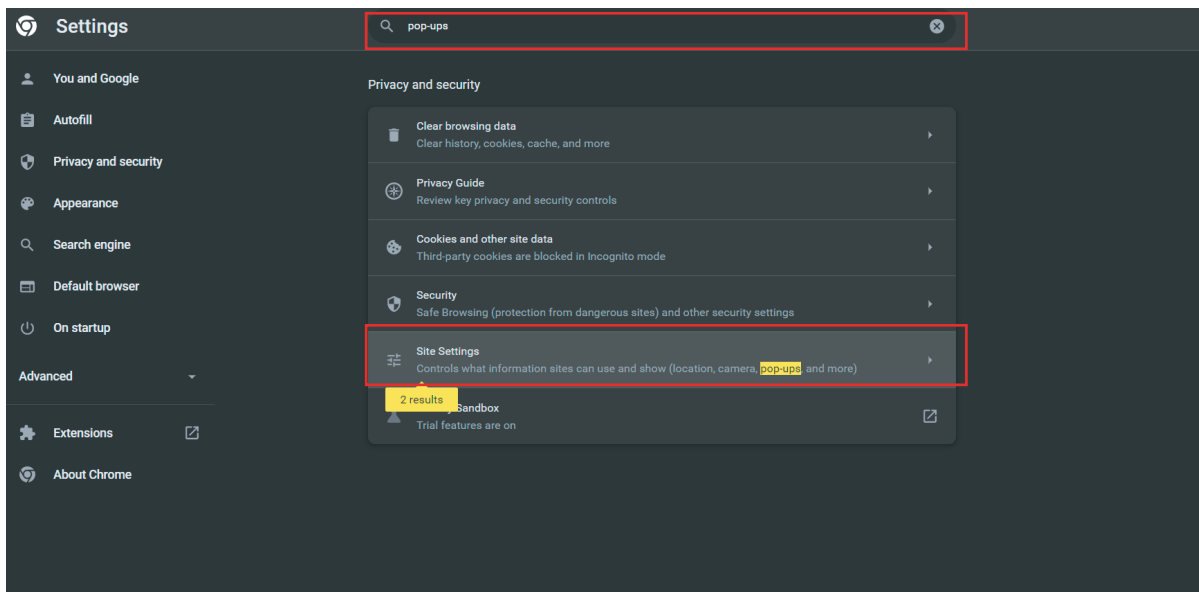 Settings
pop-ups
You and Google
Autofill
Privacy and security
Appearance
Search engine
Default browser
On startup
Advanced
Extensions
About Chrome
Privacy and security
Clear browsing data
Clear history, cookies, cache, and more
Privacy Guide
Review key privacy and security controls
Cookies and other site data
Third-party cookies are blocked in Incognito mode
Security
Safe Browsing (protection from dangerous sites) and other security settings
Site Settings
Controls what information sites can use and show (location, camera, pop-ups, and more)
2 results
Sandbox
Trial features are on